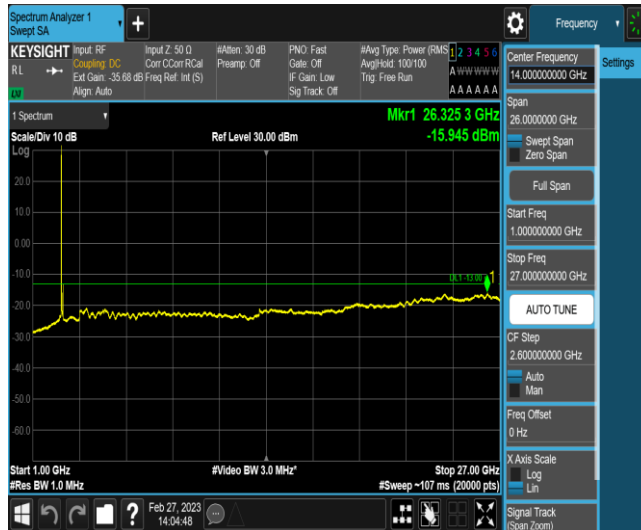 Spectrum Analyzer 1
Swept SA
Frequency
KEYSIGHT
RL
LXI
Input: RF
Coupling: DC
Ext Gain: -35.68 dB
Align: Auto
Input Z: 50 Ω
Corr CCorr RCal
Freq Ref: Int (S)
#Atten: 30 dB
Preamp: Off
PNO: Fast
Gate: Off
IF Gain: Low
Sig Track: Off
#Avg Type: Power (RMS
Avg|Hold: 100/100
Trig: Free Run
1 2 3 4 5 6
A W W W W W
A A A A A A
1 Spectrum
Mkr1 26.325 3 GHz
-15.945 dBm
Scale/Div 10 dB
Ref Level 30.00 dBm
Log
20.0
10.0
0.00
-10.0
-20.0
-30.0
-40.0
-50.0
-60.0
DL1 -13.00
1
Start 1.00 GHz
#Video BW 3.0 MHz*
Stop 27.00 GHz
#Res BW 1.0 MHz
#Sweep ~107 ms (20000 pts)
?
Feb 27, 2023
14:04:48
Center Frequency
14.000000000 GHz
Settings
Span
26.0000000 GHz
Swept Span
Zero Span
Full Span
Start Freq
1.000000000 GHz
Stop Freq
27.000000000 GHz
AUTO TUNE
CF Step
2.600000000 GHz
Auto
Man
Freq Offset
0 Hz
X Axis Scale
Log
Lin
Signal Track
(Span Zoom)